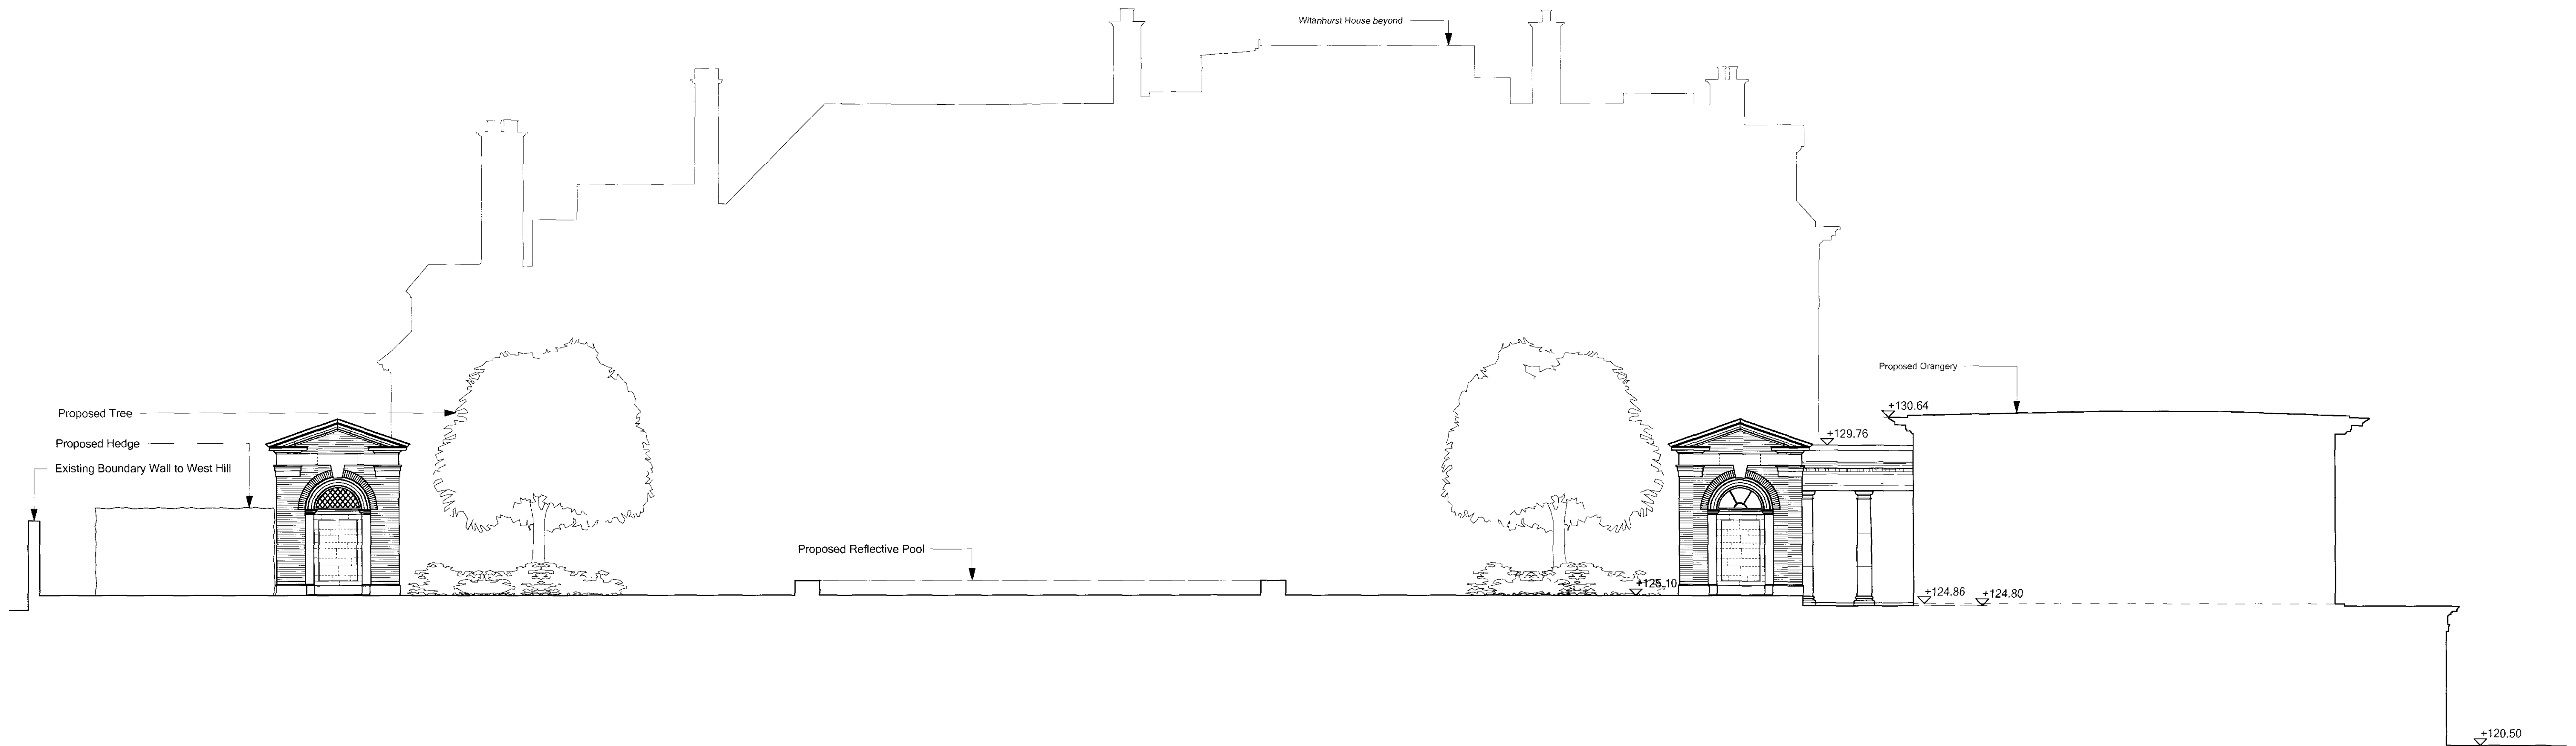 Witanhurst House beyond
Proposed Orangery
+130.64
Proposed Tree
+129.76
Proposed Hedge
Existing Boundary Wall to West Hill
Proposed Reflective Pool
+125.10
+124.86
+124.80
+120.50